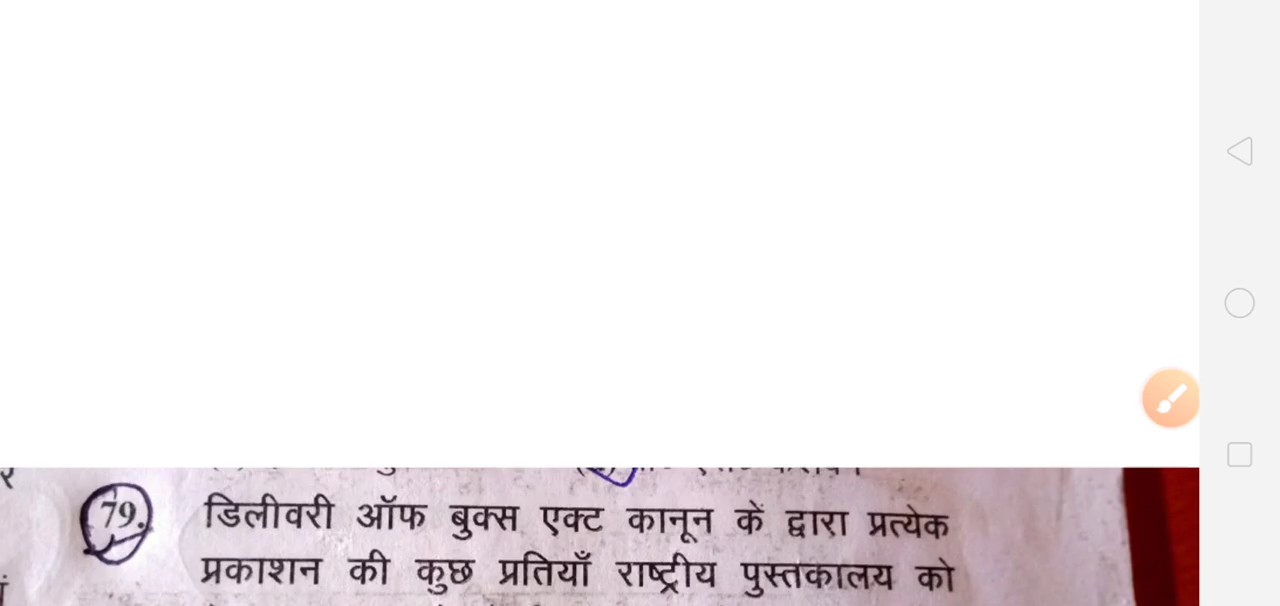 79. डिलीवरी ऑफ बुक्स एक्ट कानून के द्वारा प्रत्येक
प्रकाशन की कुछ प्रतियाँ राष्ट्रीय पुस्तकालय को